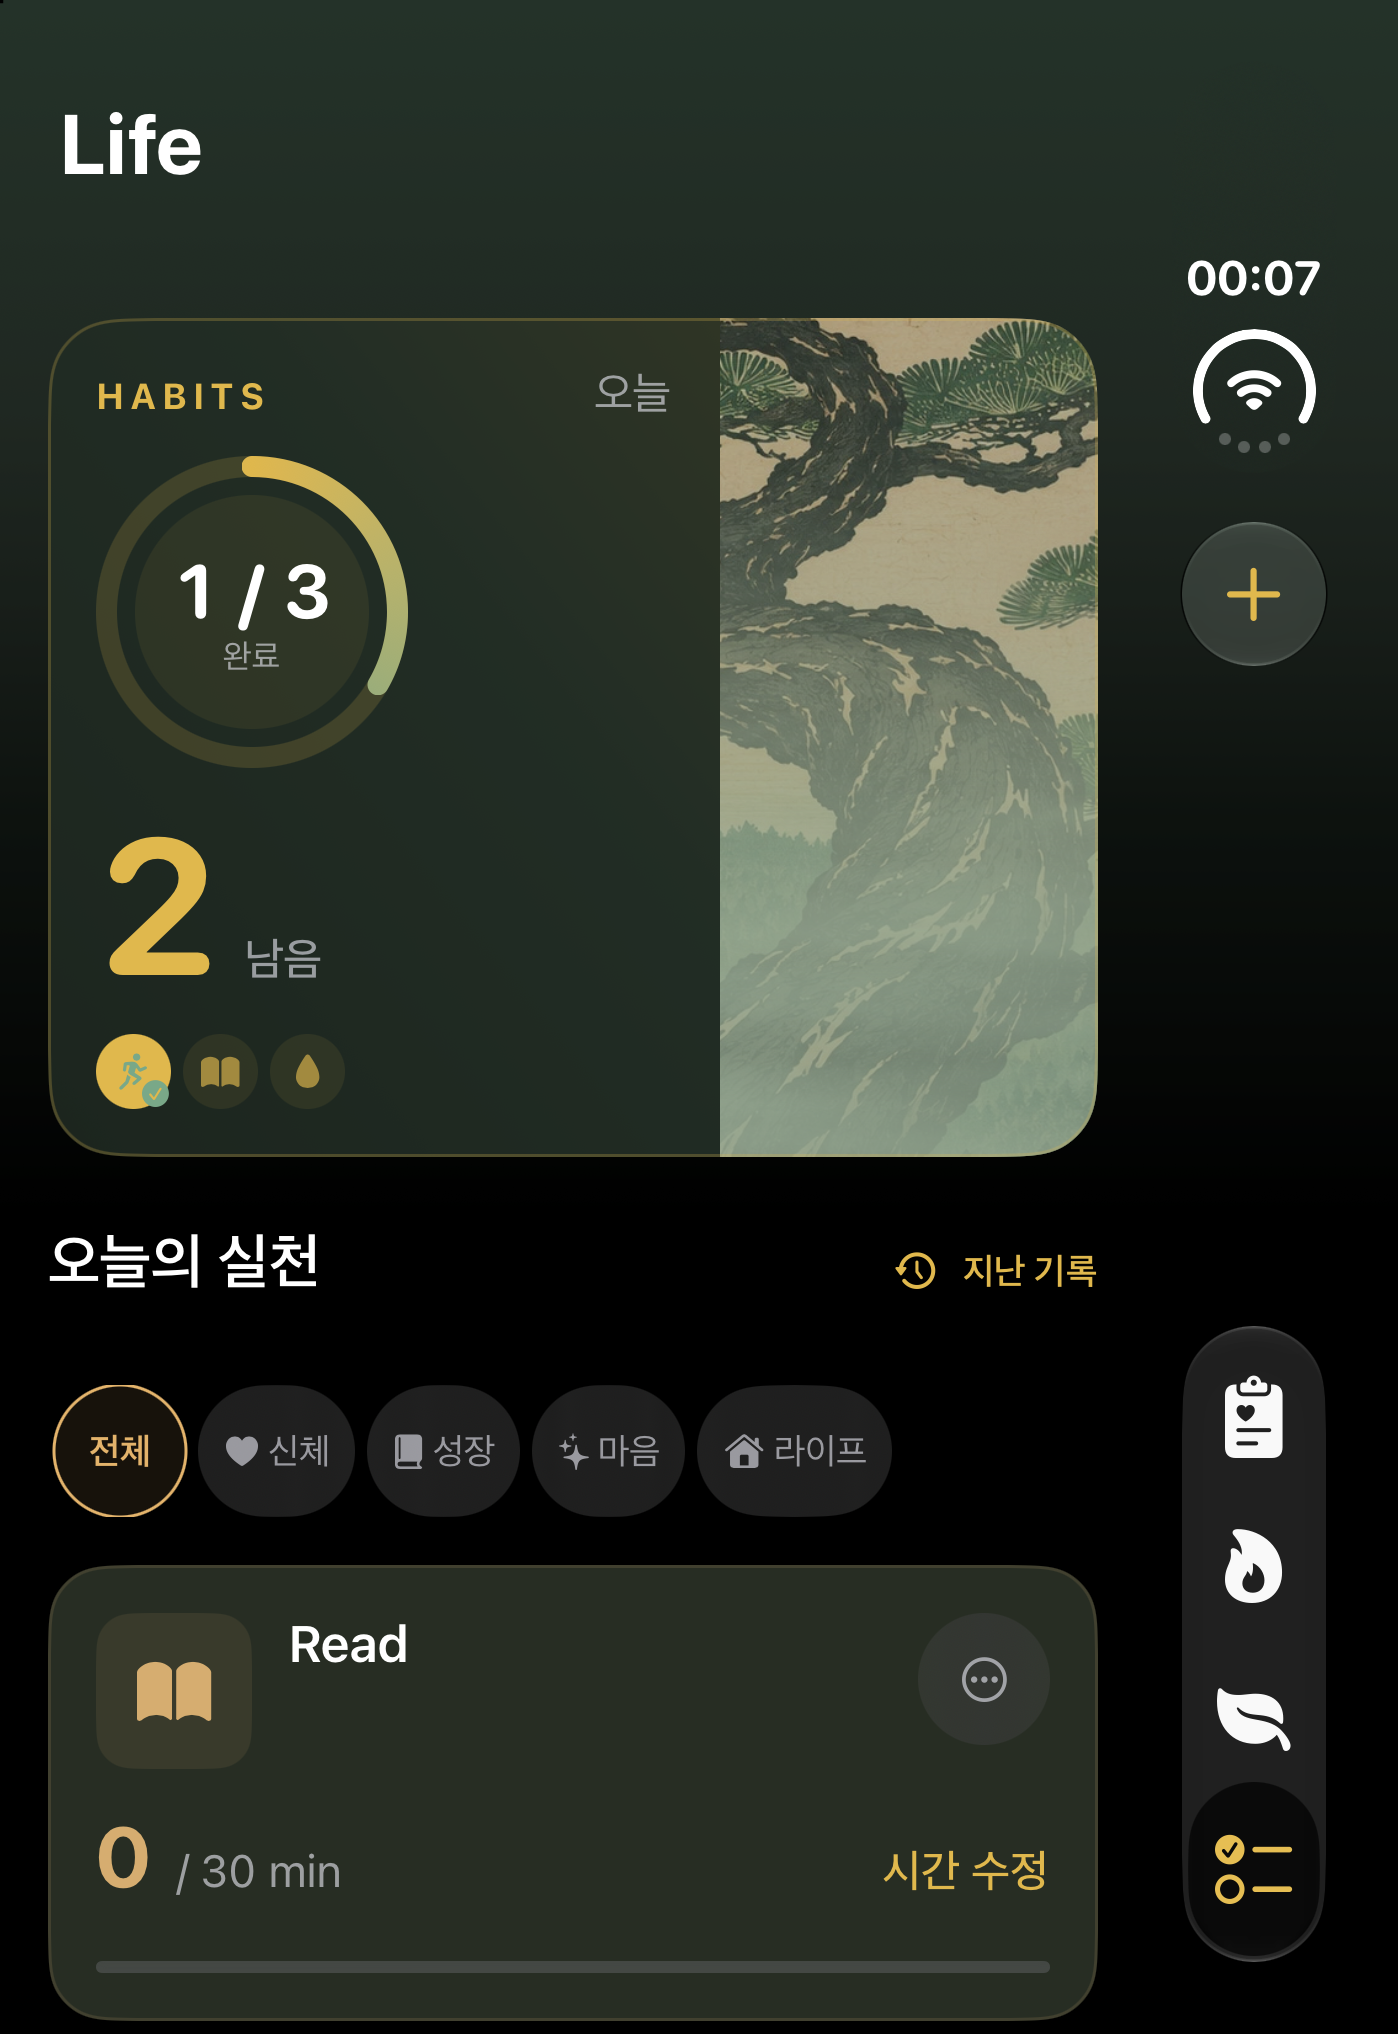 Life
00:07
HABITS
오늘
1 / 3
완료
2 남음
오늘의 실천
지난 기록
전체
신체
성장
마음
라이프
Read
0 / 30 min
시간 수정